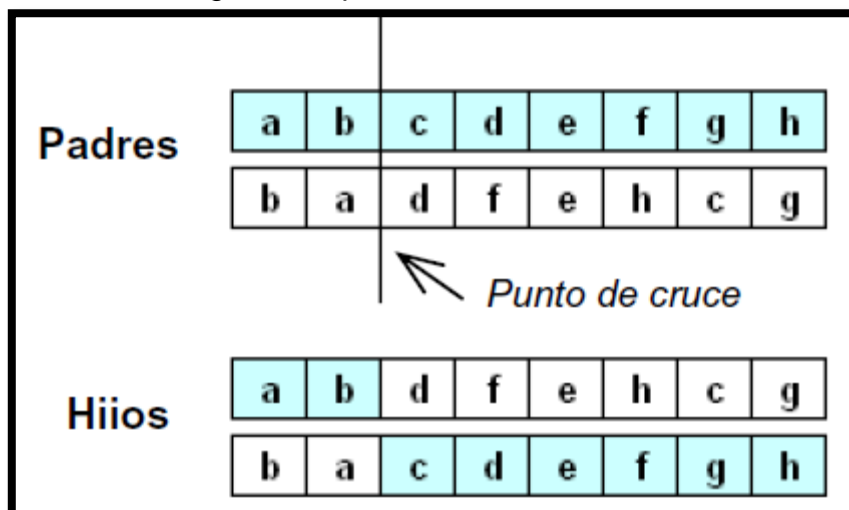 Padres
a b c d e f g h
b a d f e h c g
Punto de cruce
Hiios
a b d f e h c g
b a c d e f g h